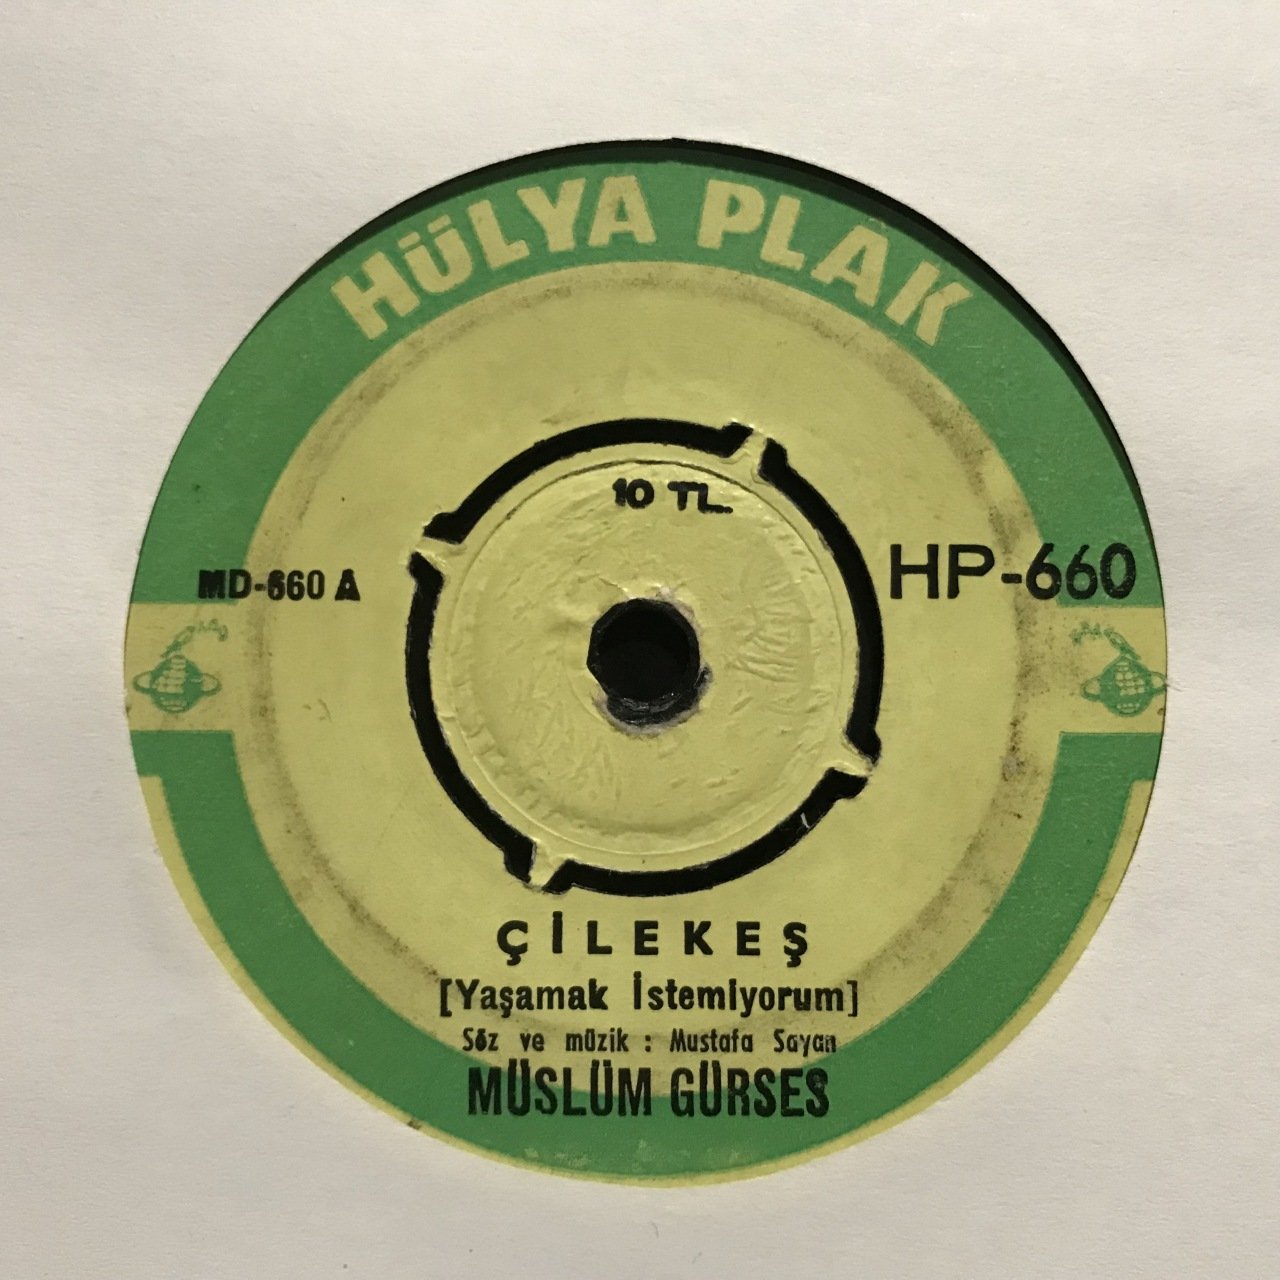 HÜLYA PLAK
10 TL.
MD-660 A
HP-660
ÇİLEKEŞ
[Yaşamak İstemiyorum]
Söz ve müzik : Mustafa Sayan
MÜSLÜM GÜRSES